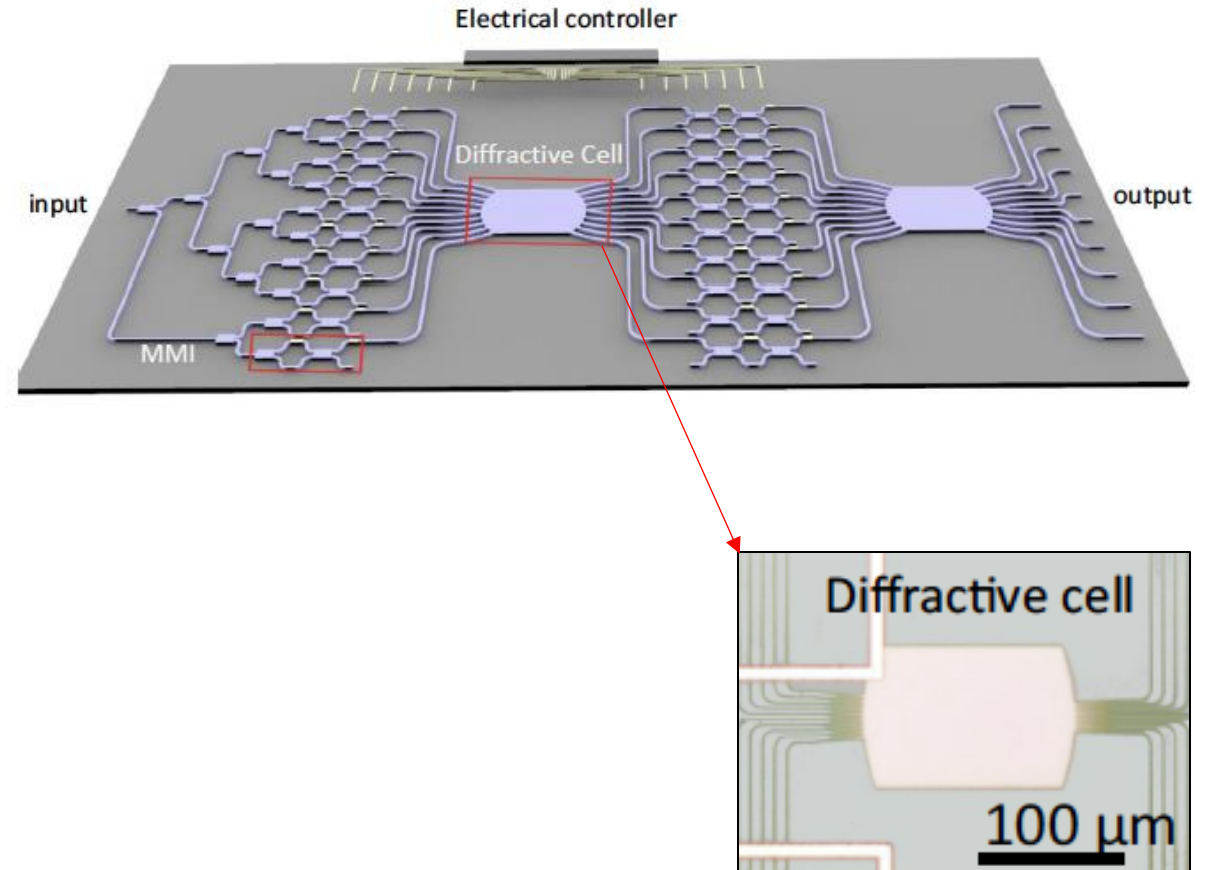 Electrical controller
Diffractive Cell
input
output
MMI
Diffractive cell
100 μm